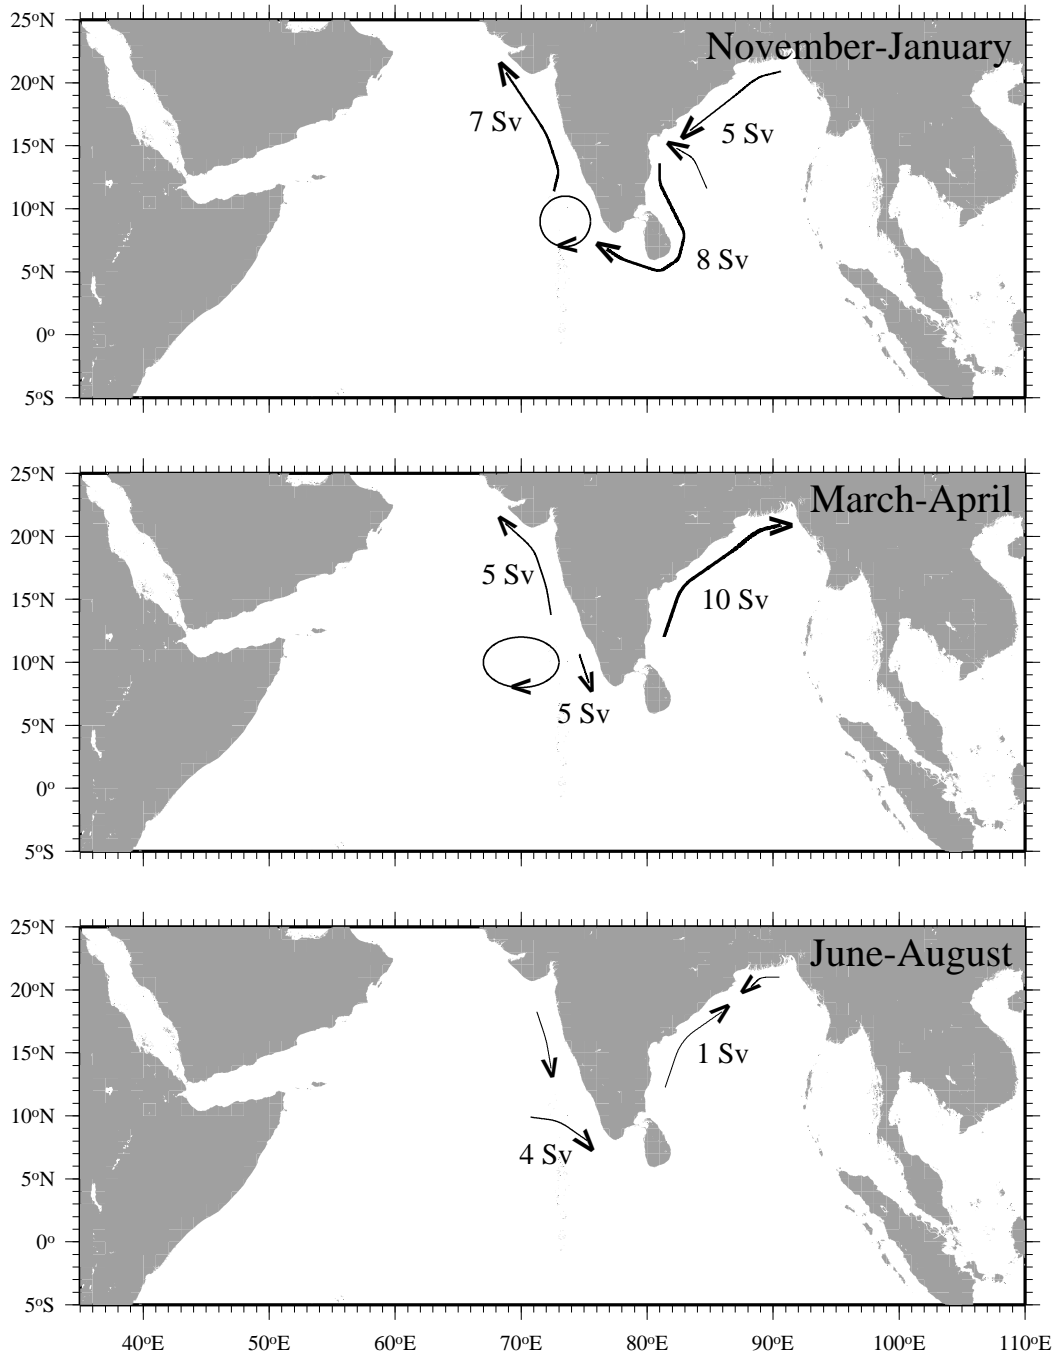 25°N
November-January
20°N
7 Sv
5 Sv
15°N
10°N
8 Sv
5°N
0°
5°S
25°N
March-April
20°N
5 Sv
15°N
10 Sv
10°N
5 Sv
5°N
0°
5°S
25°N
June-August
20°N
15°N
1 Sv
10°N
4 Sv
5°N
0°
5°S
40°E 50°E 60°E 70°E 80°E 90°E 100°E 110°E